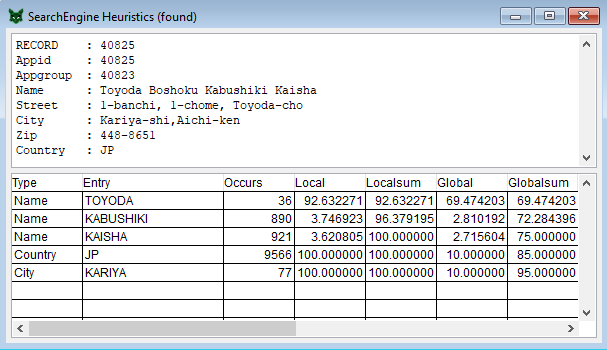 SearchEngine Heuristics (found)
RECORD : 40825
Appid : 40825
Appgroup : 40823
Name : Toyoda Boshoku Kabushiki Kaisha
Street : 1-banchi, 1-chome, Toyoda-cho
City : Kariya-shi,Aichi-ken
Zip : 448-8651
Country : JP
Type Entry Occurs Local Localsum Global Globalsum
Name TOYODA 36 92.632271 92.632271 69.474203 69.474203
Name KABUSHIKI 890 3.746923 96.379195 2.810192 72.284396
Name KAISHA 921 3.620805 100.000000 2.715604 75.000000
Country JP 9566 100.000000 100.000000 10.000000 85.000000
City KARIYA 77 100.000000 100.000000 10.000000 95.000000